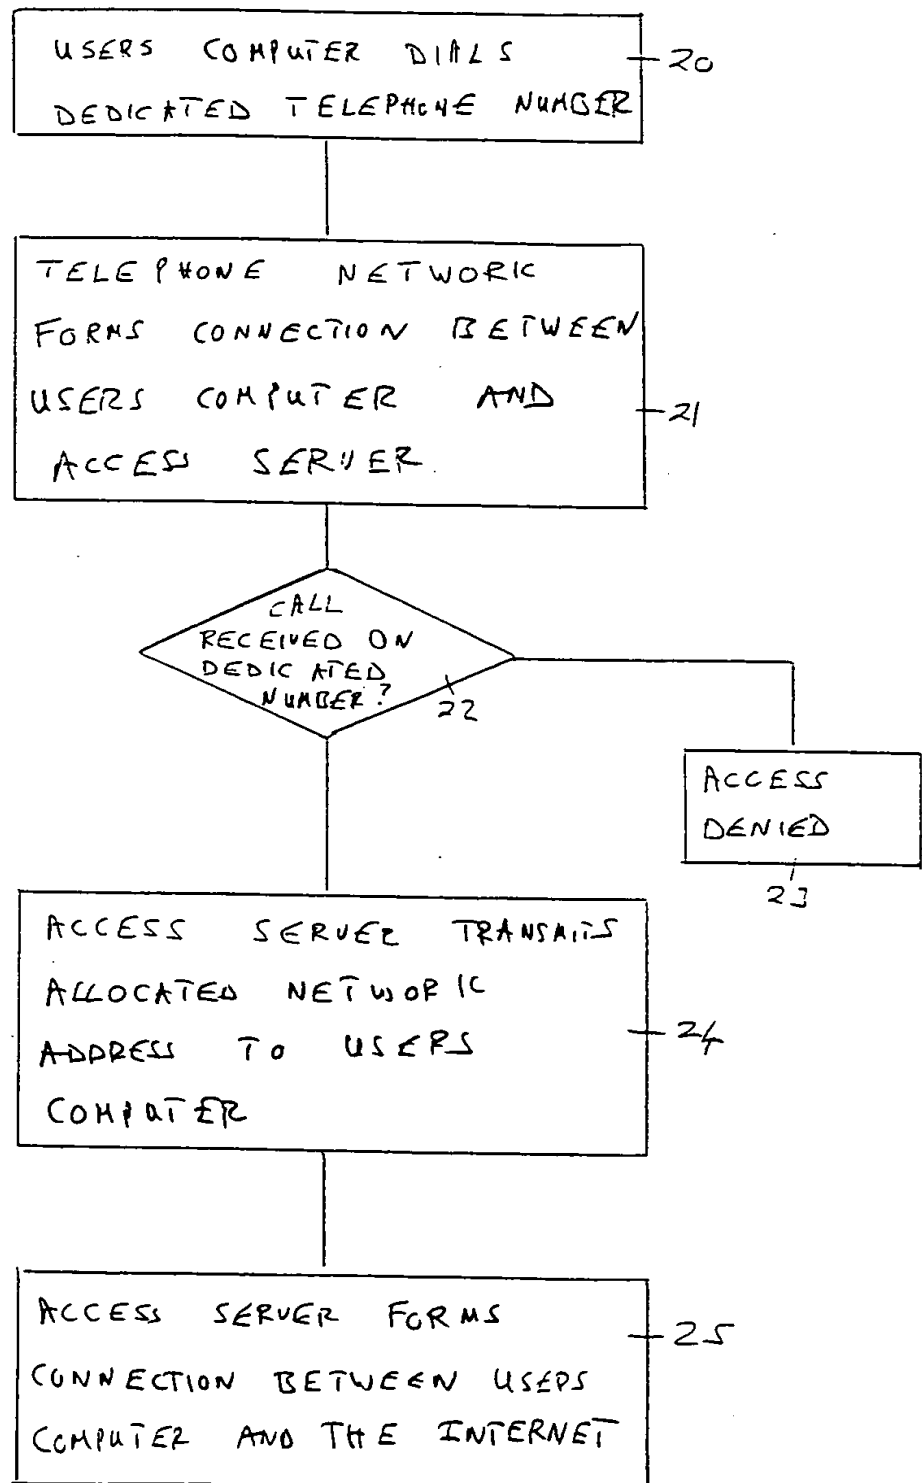 USERS COMPUTER DIALS
DEDICATED TELEPHONE NUMBER
20
TELEPHONE NETWORK
FORMS CONNECTION BETWEEN
USERS COMPUTER AND
ACCESS SERVER
21
CALL
RECEIVED ON
DEDICATED
NUMBER?
22
ACCESS
DENIED
23
ACCESS SERVER TRANSMITS
ALLOCATED NETWORK
ADDRESS TO USERS
COMPUTER
24
ACCESS SERVER FORMS
CONNECTION BETWEEN USERS
COMPUTER AND THE INTERNET
25